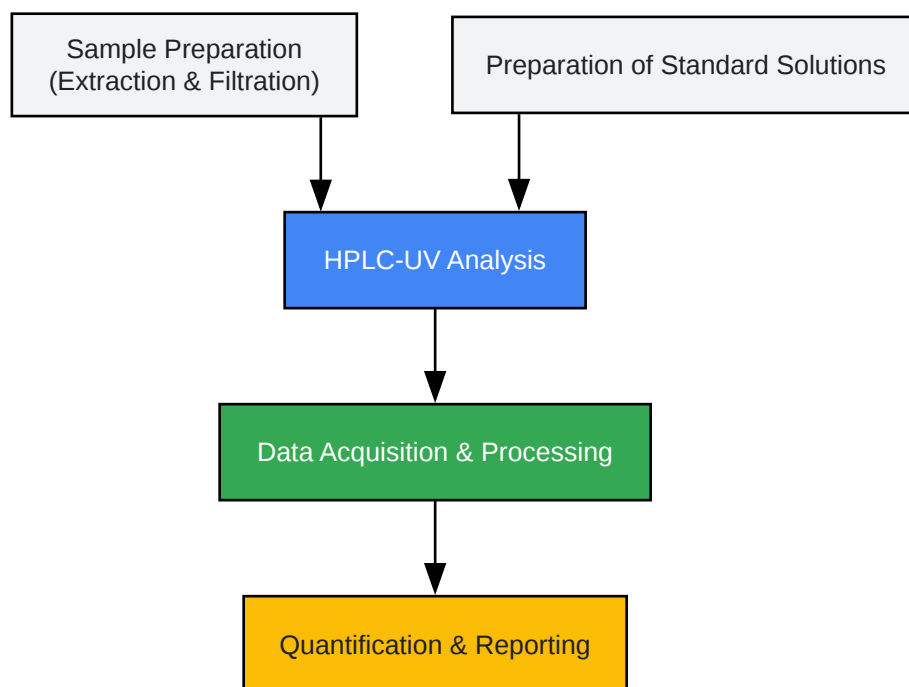 Sample Preparation
(Extraction & Filtration)
Preparation of Standard Solutions
HPLC-UV Analysis
Data Acquisition & Processing
Quantification & Reporting